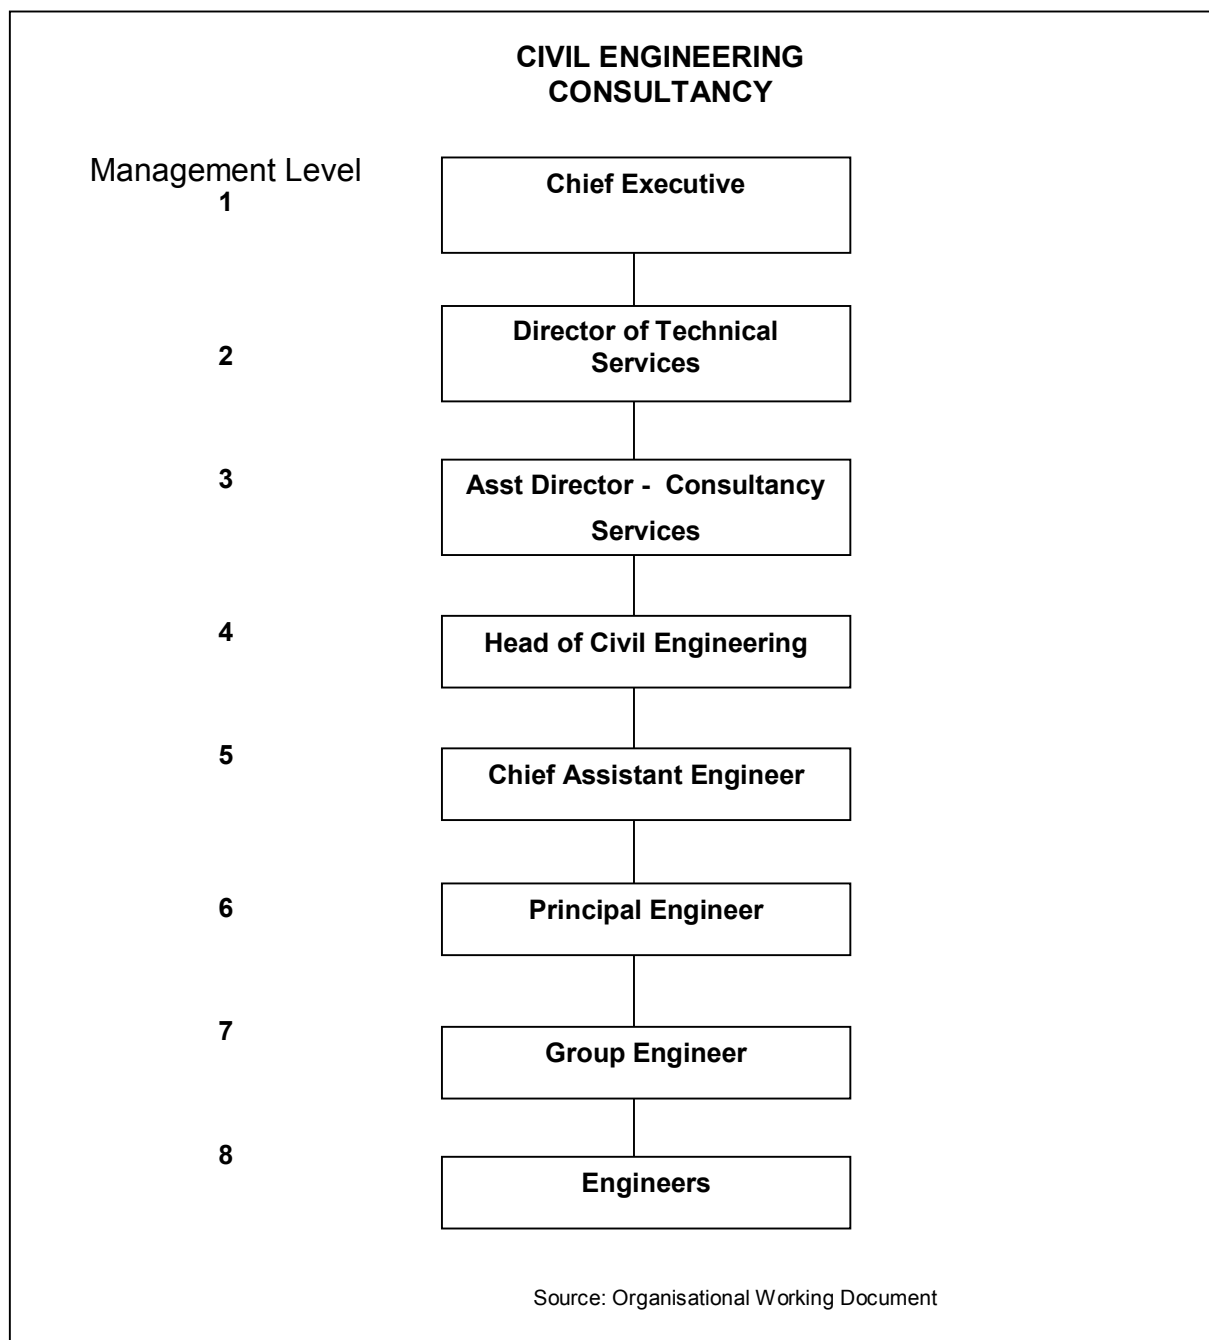 CIVIL ENGINEERING
CONSULTANCY
Management Level
1
Chief Executive
2
Director of Technical
Services
3
Asst Director - Consultancy
Services
4
Head of Civil Engineering
5
Chief Assistant Engineer
6
Principal Engineer
7
Group Engineer
8
Engineers
Source: Organisational Working Document